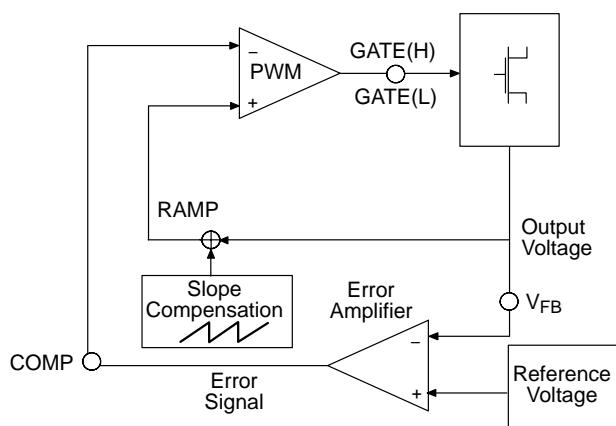 GATE(H)
−
PWM
+
GATE(L)
RAMP
Output
Voltage
Slope
Compensation
Error
Amplifier
VFB
−
COMP
Error
Signal
+
Reference
Voltage